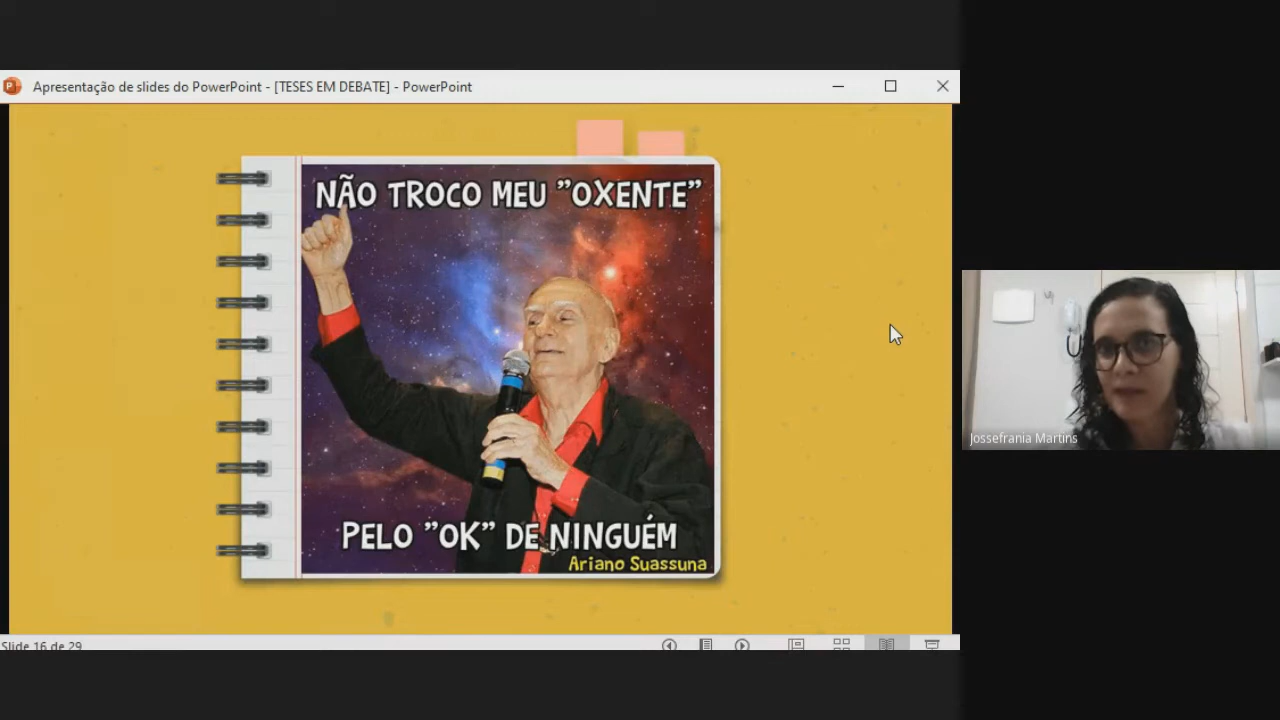 Apresentação de slides do PowerPoint - [TESES EM DEBATE] - PowerPoint
NÃO TROCO MEU "OXENTE"
PELO "OK" DE NINGUÉM
Ariano Suassuna
Jossefrania Martins
Slide 16 de 29